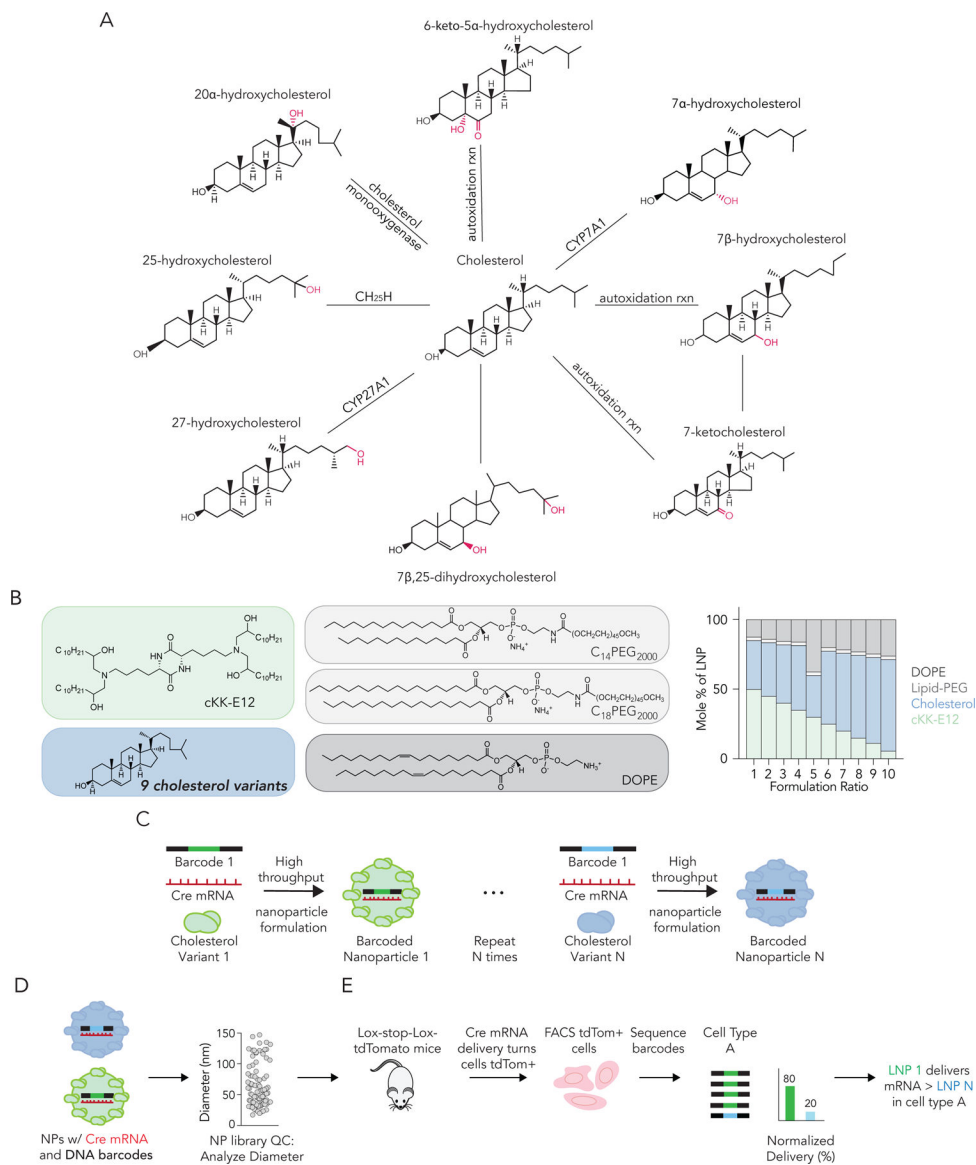 A
6-keto-5α-hydroxycholesterol
20α-hydroxycholesterol
7α-hydroxycholesterol
cholesterol
monooxygenase
autoxidation rxn
CYP7A1
7β-hydroxycholesterol
25-hydroxycholesterol
Cholesterol
CH25H
autoxidation rxn
CYP27A1
autoxidation rxn
27-hydroxycholesterol
7-ketocholesterol
7β,25-dihydroxycholesterol
B
cKK-E12
C14PEG2000
C18PEG2000
9 cholesterol variants
DOPE
Mole % of LNP
100
50
0
1 2 3 4 5 6 7 8 9 10
Formulation Ratio
DOPE
Lipid-PEG
Cholesterol
cKK-E12
C
Barcode 1
Cre mRNA
Cholesterol
Variant 1
High
throughput
nanoparticle
formulation
Barcoded
Nanoparticle 1
...
Repeat
N times
Barcode 1
Cre mRNA
Cholesterol
Variant N
High
throughput
nanoparticle
formulation
Barcoded
Nanoparticle N
D
NPs w/ Cre mRNA
and DNA barcodes
Diameter (nm)
150
125
100
75
50
25
0
NP library QC:
Analyze Diameter
E
Lox-stop-Lox-
tdTomato mice
Cre mRNA
delivery turns
cells tdTom+
FACS tdTom+
cells
Sequence
barcodes
Cell Type
A
80
20
Normalized
Delivery (%)
LNP 1 delivers
mRNA > LNP N
in cell type A